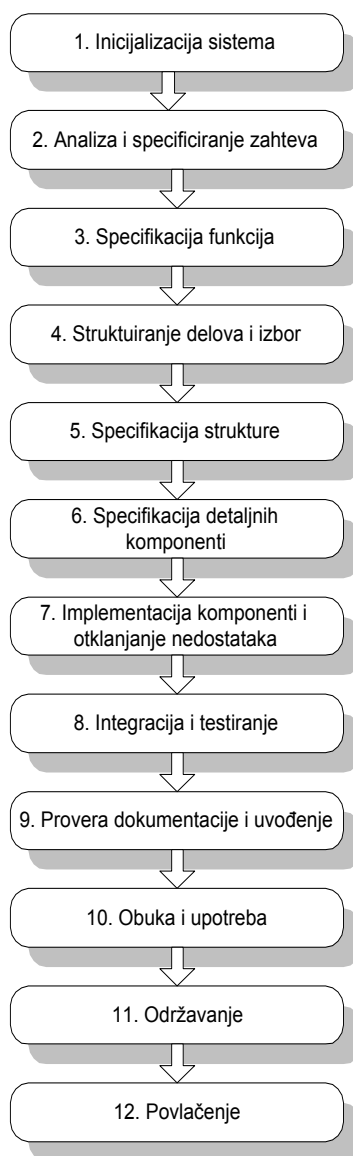 1. Inicijalizacija sistema
2. Analiza i specificiranje zahteva
3. Specifikacija funkcija
4. Struktuiranje delova i izbor
5. Specifikacija strukture
6. Specifikacija detaljnih
komponenti
7. Implementacija komponenti i
otklanjanje nedostataka
8. Integracija i testiranje
9. Provera dokumentacije i uvođenje
10. Obuka i upotreba
11. Održavanje
12. Povlačenje